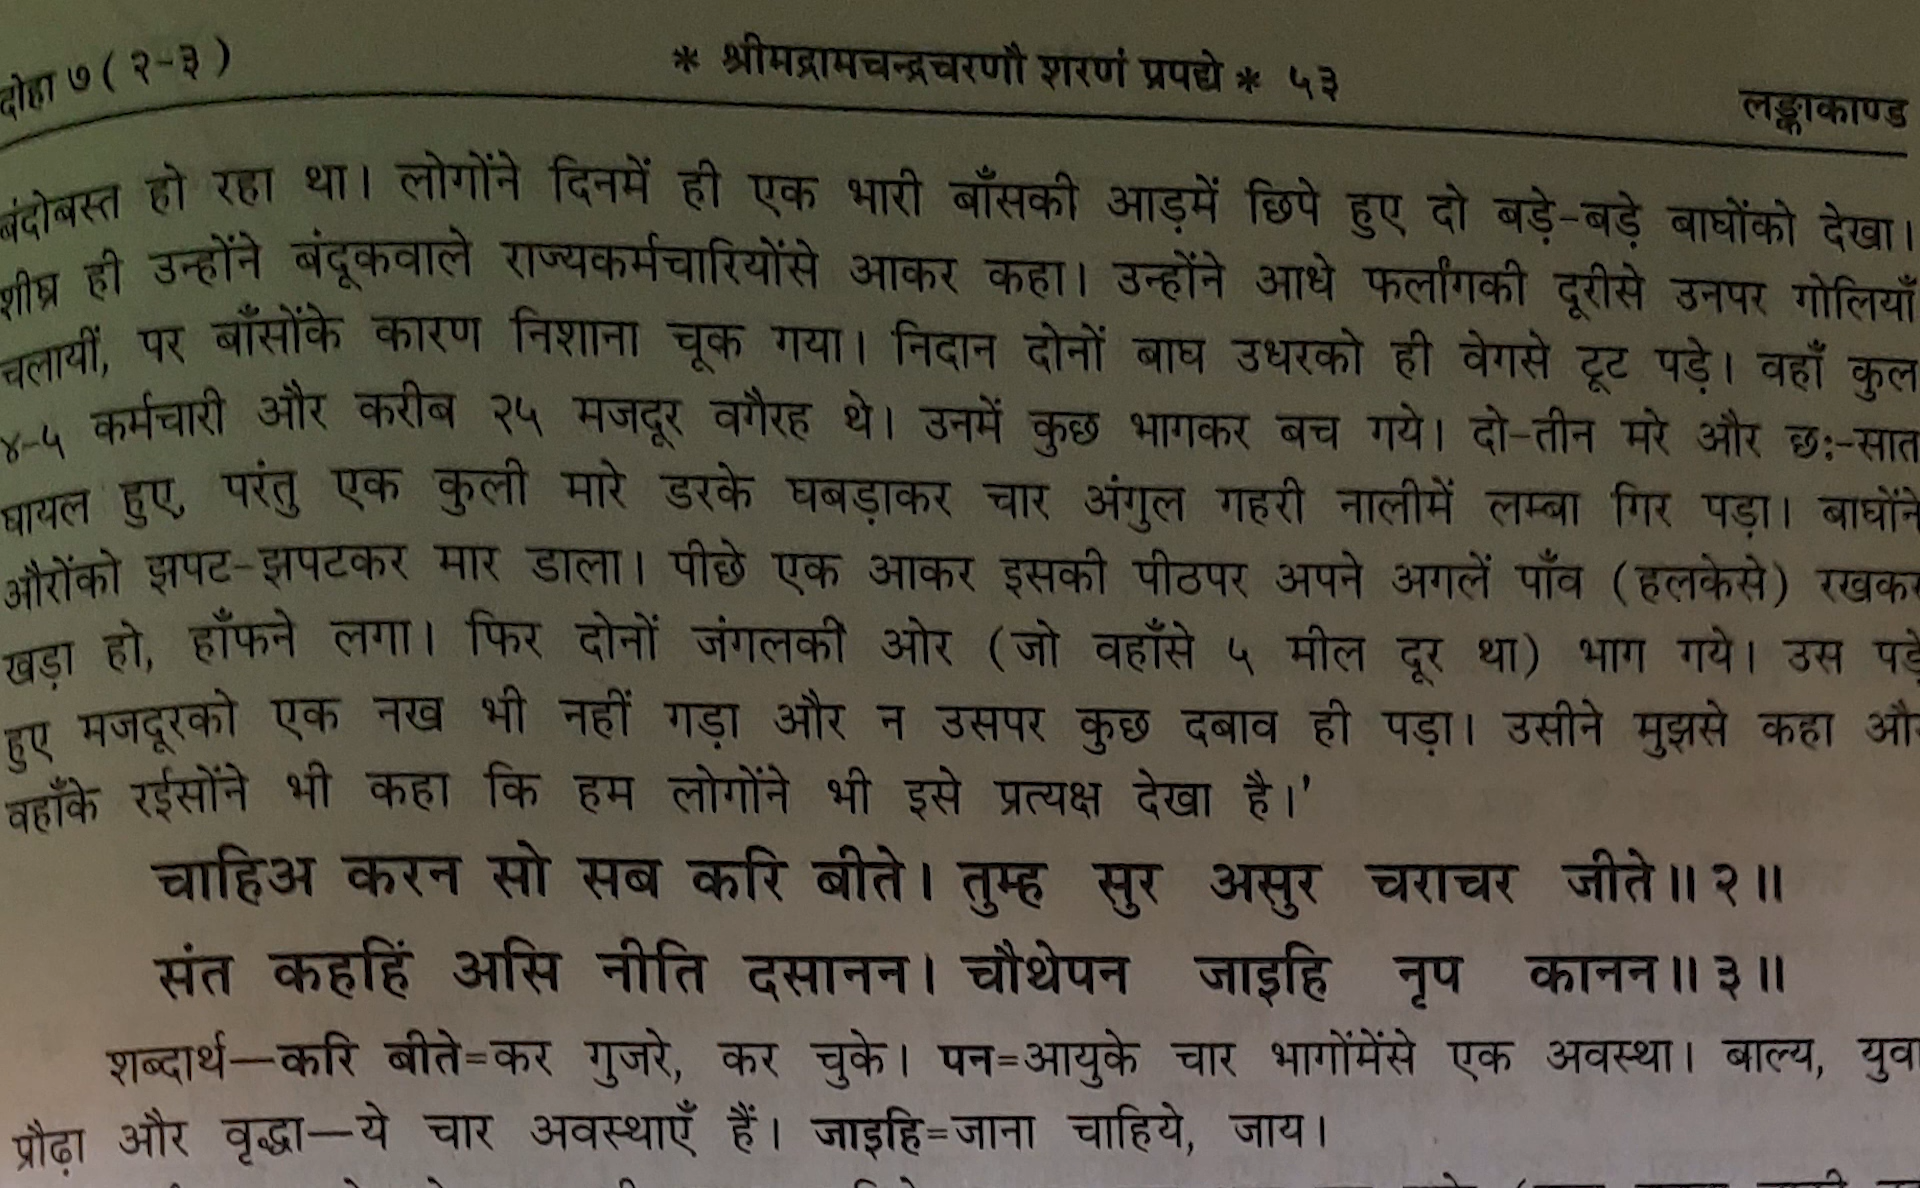 दोहा ७ ( २-३ ) * श्रीमद्रामचन्द्रचरणौ शरणं प्रपद्ये * ५३ लङ्काकाण्ड
बंदोबस्त हो रहा था। लोगोंने दिनमें ही एक भारी बाँसकी आड़में छिपे हुए दो बड़े-बड़े बाघोंको देखा।
शीघ्र ही उन्होंने बंदूकवाले राज्यकर्मचारियोंसे आकर कहा। उन्होंने आधे फर्लांगकी दूरीसे उनपर गोलियाँ
चलायीं, पर बाँसोंके कारण निशाना चूक गया। निदान दोनों बाघ उधरको ही वेगसे टूट पड़े। वहाँ कुल
४-५ कर्मचारी और करीब २५ मजदूर वगैरह थे। उनमें कुछ भागकर बच गये। दो-तीन मरे और छः-सात
घायल हुए, परंतु एक कुली मारे डरके घबड़ाकर चार अंगुल गहरी नालीमें लम्बा गिर पड़ा। बाघोंने
औरोंको झपट-झपटकर मार डाला। पीछे एक आकर इसकी पीठपर अपने अगलें पाँव (हलकेसे) रखकर
खड़ा हो, हाँफने लगा। फिर दोनों जंगलकी ओर (जो वहाँसे ५ मील दूर था) भाग गये। उस पड़े
हुए मजदूरको एक नख भी नहीं गड़ा और न उसपर कुछ दबाव ही पड़ा। उसीने मुझसे कहा और
वहाँके रईसोंने भी कहा कि हम लोगोंने भी इसे प्रत्यक्ष देखा है।'
चाहिअ करन सो सब करि बीते। तुम्ह सुर असुर चराचर जीते॥ २॥
संत कहहिं असि नीति दसानन। चौथेपन जाइहि नृप कानन॥ ३॥
शब्दार्थ—करि बीते=कर गुजरे, कर चुके। पन=आयुके चार भागोंमेंसे एक अवस्था। बाल्य, युवा
प्रौढ़ा और वृद्धा—ये चार अवस्थाएँ हैं। जाइहि=जाना चाहिये, जाय।